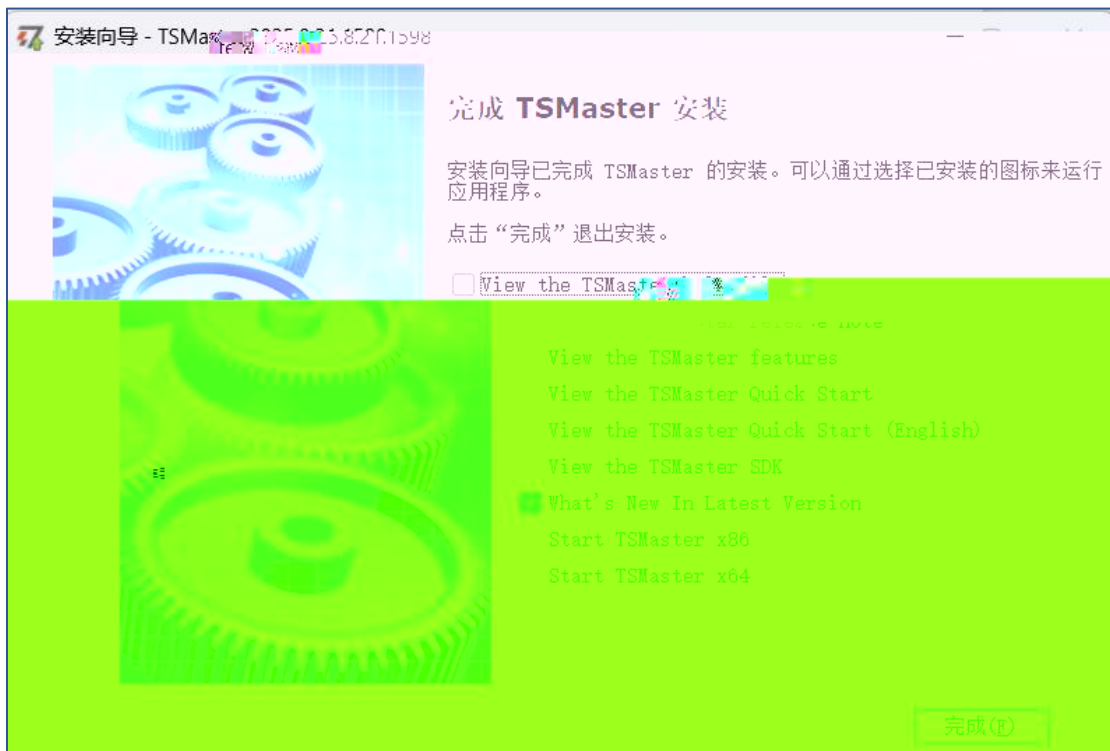 安装向导 - TSMas
完成 TSMaster 安装
安装向导已完成 TSMaster 的安装。可以通过选择已安装的图标来运行
应用程序。
点击“完成”退出安装。
View the TSMaster
View the TSMaster features
View the TSMaster Quick Start
View the TSMaster Quick Start (English)
View the TSMaster SDK
What's New In Latest Version
Start TSMaster x86
Start TSMaster x64
完成(F)